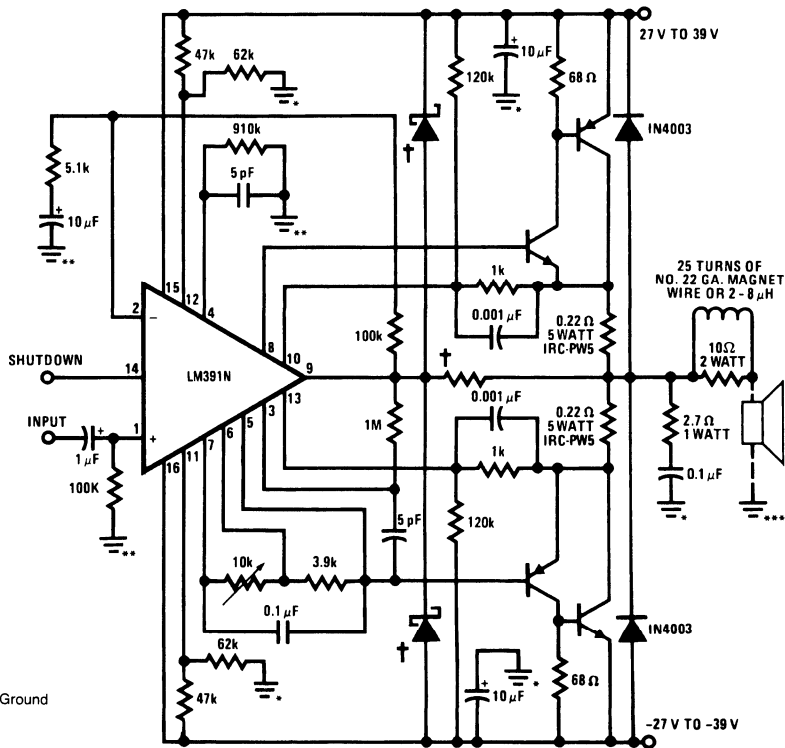 27 V TO 39 V
47k
62k
*
10 μF
+
*
120k
68 Ω
IN4003
†
5.1k
+
10 μF
**
910k
5 pF
**
15
12
4
2
−
SHUTDOWN
14
LM391N
8
10
9
13
3
5
6
7
11
16
INPUT
1
+
+
1 μF
100K
**
100k
1M
†
1k
0.001 μF
0.22 Ω
5 WATT
IRC-PW5
25 TURNS OF
NO. 22 GA. MAGNET
WIRE OR 2 - 8 μH
10Ω
2 WATT
0.001 μF
1k
0.22 Ω
5 WATT
IRC-PW5
2.7 Ω
1 WATT
0.1 μF
*
***
120k
5 pF
10k
3.9k
0.1 μF
†
IN4003
62k
*
47k
+
10 μF
*
68 Ω
Ground
−27 V TO −39 V